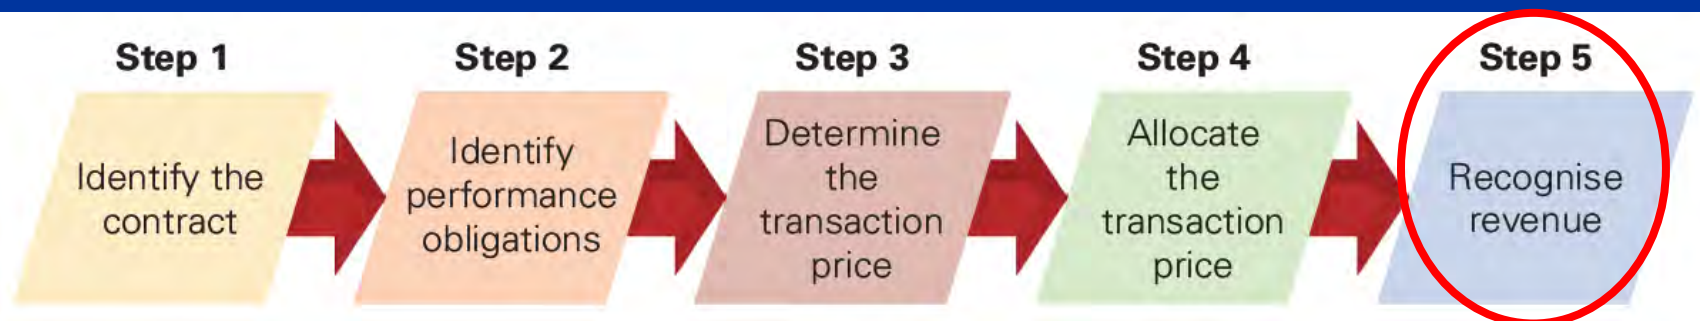 Step 1
Identify the
contract
Step 2
Identify
performance
obligations
Step 3
Determine
the
transaction
price
Step 4
Allocate
the
transaction
price
Step 5
Recognise
revenue